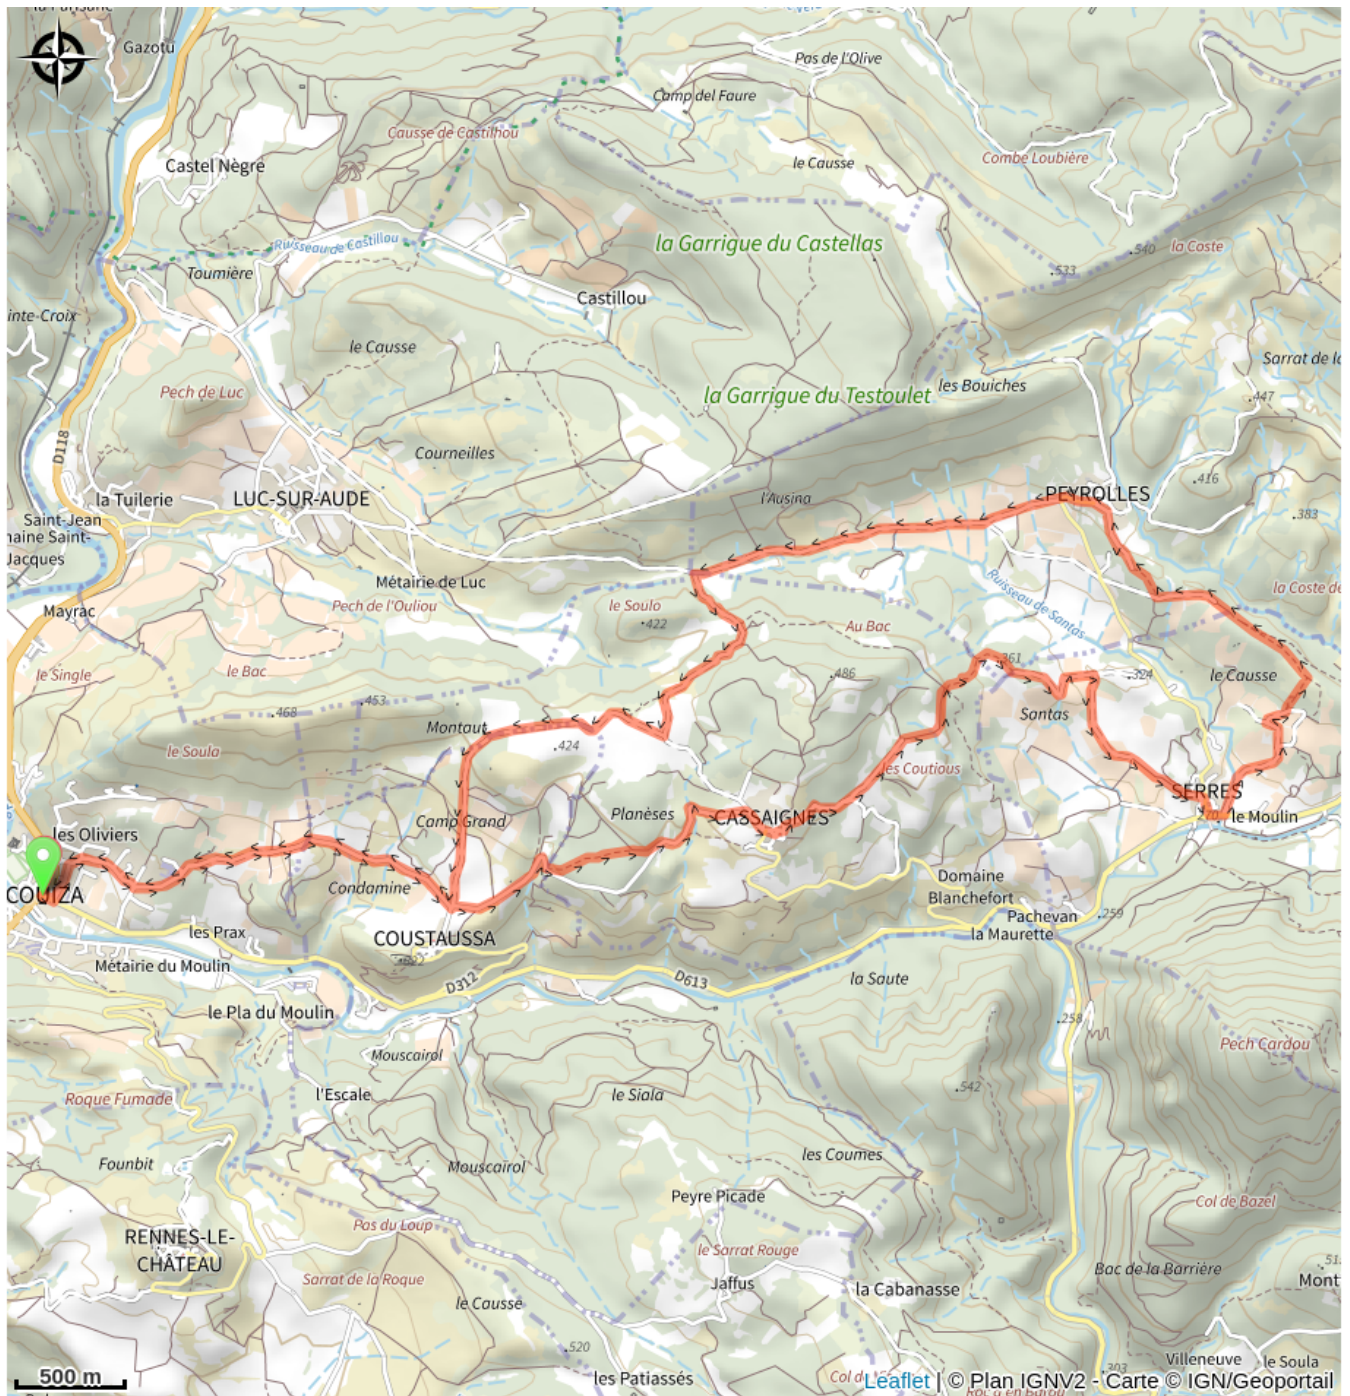 la Parisane
Gazotu
Pas de l'Olive
Camp del Faure
Causse de Castilhou
Castel Nègre
le Causse
Combe Loubière
la Garrigue du Castellas
la Coste
.540
.533
Ruisseau de Castillou
Toumière
Castillou
inte-Croix
le Causse
Sarrat de la
Pech de Luc
la Garrigue du Testoulet
les Bouiches
.447
D118
Courneilles
.416
la Tuilerie
LUC-SUR-AUDE
l'Ausina
PEYROLLES
.383
Saint-Jean
naine Saint-
Jacques
Métairie de Luc
Ruisseau de Santas
la Coste de
Mayrac
Pech de l'Ouliou
le Soulo
.422
Au Bac
le Single
le Bac
.486
.361
.324
le Causse
.453
.468
Montaut
Santas
le Soula
.424
les Coutious
SERRES
270
le Moulin
Camp Grand
Planèses
CASSAIGNES
les Oliviers
COUIZA
Condamine
Domaine
Blanchefort
les Prax
COUSTAUSSA
Pachevan
.259
la Maurette
Métairie du Moulin
D312
D613
la Saute
le Pla du Moulin
.258
Mouscairol
Pech Cardou
Roque Fumade
l'Escale
le Siala
.542
Founbit
Mouscaïrol
les Coumes
Peyre Picade
Col de Bazel
Pas du Loup
RENNES-LE-
CHÂTEAU
le Sarrat Rouge
Sarrat de la Roque
Jaffus
la Cabanasse
Bac de la Barrière
Mont
le Causse
.520
Villeneuve
le Soula
500 m
les Patiassés
.303
Leaflet | © Plan IGNV2 - Carte © IGN/Geoportail